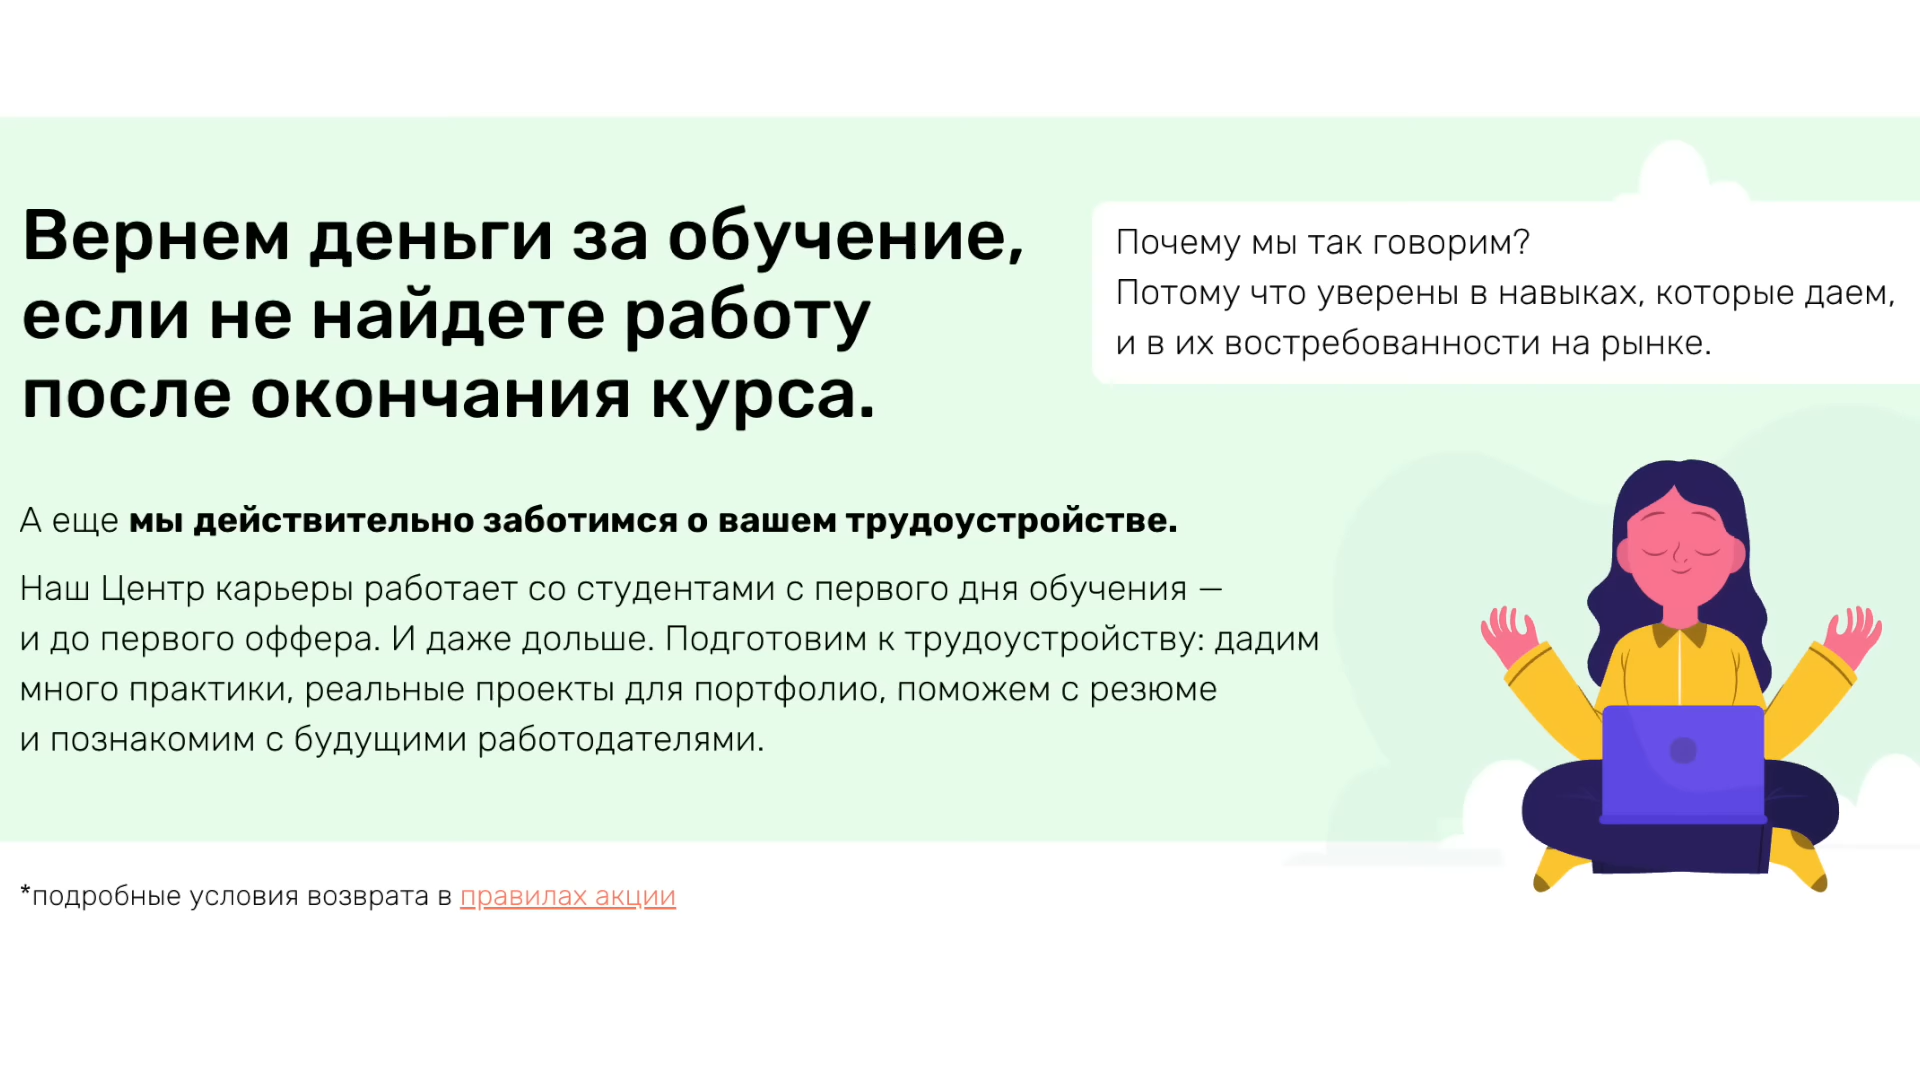 Вернем деньги за обучение,
если не найдете работу
после окончания курса.
Почему мы так говорим?
Потому что уверены в навыках, которые даем,
и в их востребованности на рынке.
А еще мы действительно заботимся о вашем трудоустройстве.
Наш Центр карьеры работает со студентами с первого дня обучения —
и до первого оффера. И даже дольше. Подготовим к трудоустройству: дадим
много практики, реальные проекты для портфолио, поможем с резюме
и познакомим с будущими работодателями.
*подробные условия возврата в правилах акции